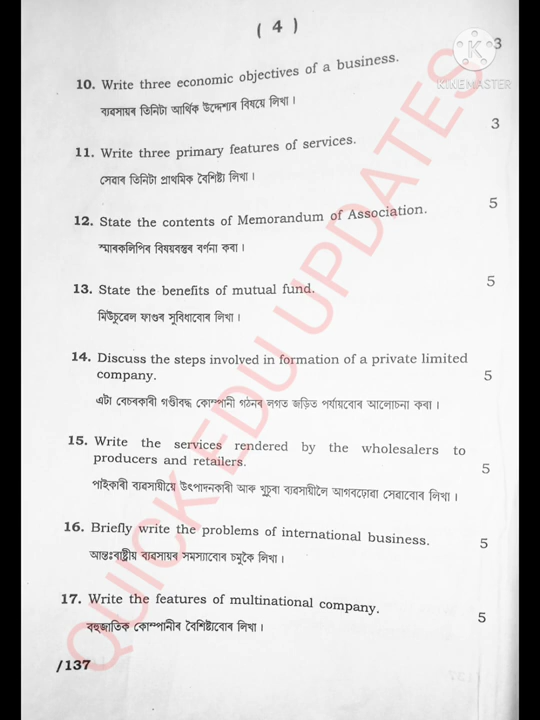 ( 4 )
K
KINEMASTER
10. Write three economic objectives of a business. 3
ব্যৱসায়ৰ তিনিটা আৰ্থিক উদ্দেশ্যৰ বিষয়ে লিখা ।
11. Write three primary features of services. 3
সেৱাৰ তিনিটা প্ৰাথমিক বৈশিষ্ট্য লিখা ।
12. State the contents of Memorandum of Association. 5
স্মাৰকলিপিৰ বিষয়বস্তুৰ বৰ্ণনা কৰা ।
13. State the benefits of mutual fund. 5
মিউচুৱেল ফাণ্ডৰ সুবিধাবোৰ লিখা ।
14. Discuss the steps involved in formation of a private limited
company. 5
এটা বেচৰকাৰী গণ্ডীবদ্ধ কোম্পানী গঠনৰ লগত জড়িত পৰ্যায়বোৰ আলোচনা কৰা ।
15. Write the services rendered by the wholesalers to
producers and retailers. 5
পাইকাৰী ব্যৱসায়ীয়ে উৎপাদনকাৰী আৰু খুচুৰা ব্যৱসায়ীলৈ আগবঢ়োৱা সেৱাবোৰ লিখা ।
16. Briefly write the problems of international business. 5
আন্তঃৰাষ্ট্ৰীয় ব্যৱসায়ৰ সমস্যাবোৰ চমুকৈ লিখা ।
17. Write the features of multinational company. 5
বহুজাতিক কোম্পানীৰ বৈশিষ্ট্যবোৰ লিখা ।
/137
QUICK EDU UPDATES